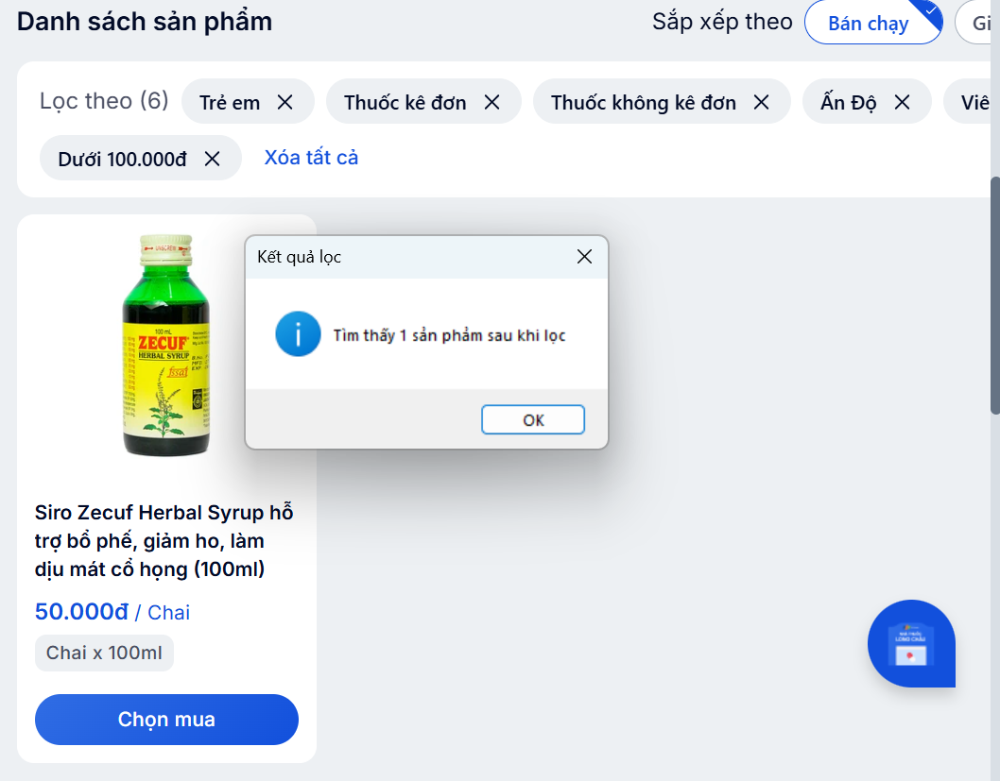 Danh sách sản phẩm
Sắp xếp theo
Bán chạy
Gi
Lọc theo (6)
Trẻ em
Thuốc kê đơn
Thuốc không kê đơn
Ấn Độ
Viê
Dưới 100.000đ
Xóa tất cả
100 mL
ZECUF
HERBAL SYRUP
fssai
Kết quả lọc
Tìm thấy 1 sản phẩm sau khi lọc
OK
Siro Zecuf Herbal Syrup hỗ
trợ bổ phế, giảm ho, làm
dịu mát cổ họng (100ml)
50.000đ / Chai
Chai x 100ml
Chọn mua
LONG CHÂU